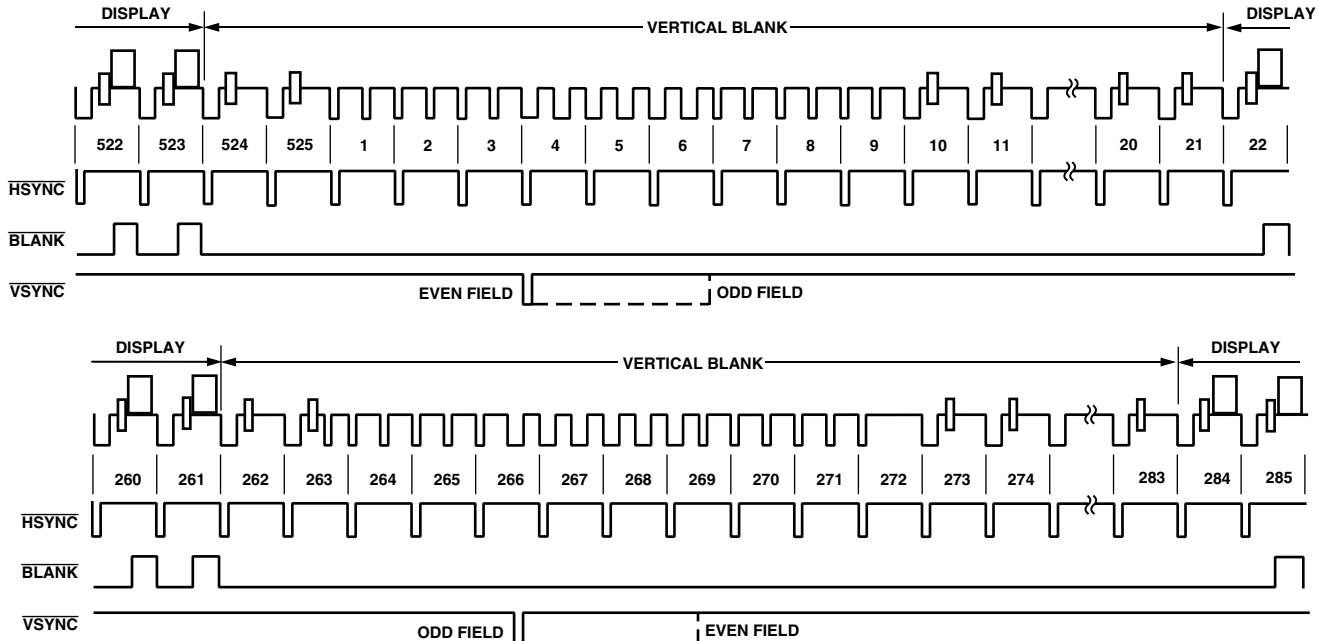 DISPLAY VERTICAL BLANK DISPLAY
522 523 524 525 1 2 3 4 5 6 7 8 9 10 11 20 21 22
HSYNC
BLANK
VSYNC EVEN FIELD ODD FIELD
DISPLAY VERTICAL BLANK DISPLAY
260 261 262 263 264 265 266 267 268 269 270 271 272 273 274 283 284 285
HSYNC
BLANK
VSYNC ODD FIELD EVEN FIELD